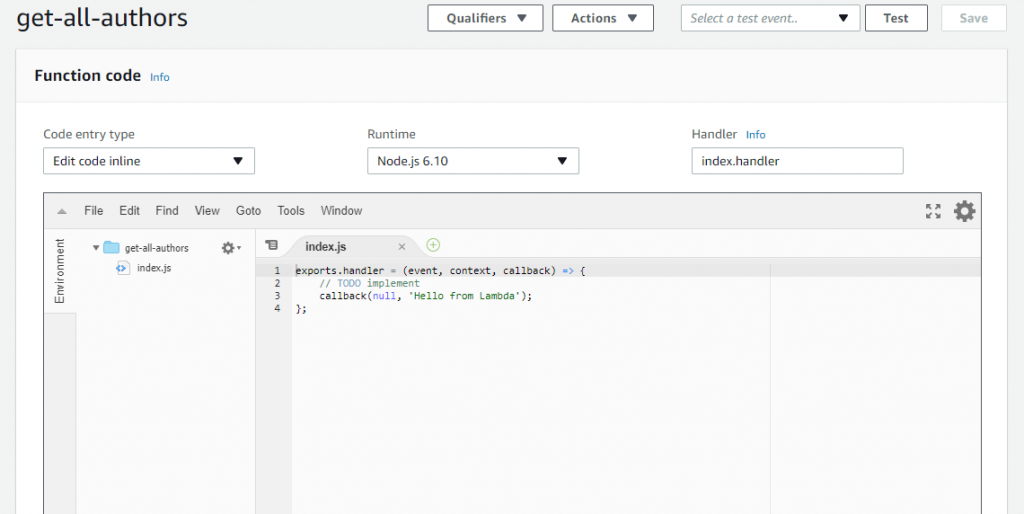 get-all-authors
Qualifiers
Actions
Select a test event..
Test
Save
Function code Info
Code entry type
Runtime
Handler Info
Edit code inline
Node.js 6.10
index.handler
File Edit Find View Goto Tools Window
Environment
get-all-authors
index.js
index.js
1 exports.handler = (event, context, callback) => {
2 // TODO implement
3 callback(null, 'Hello from Lambda');
4 };